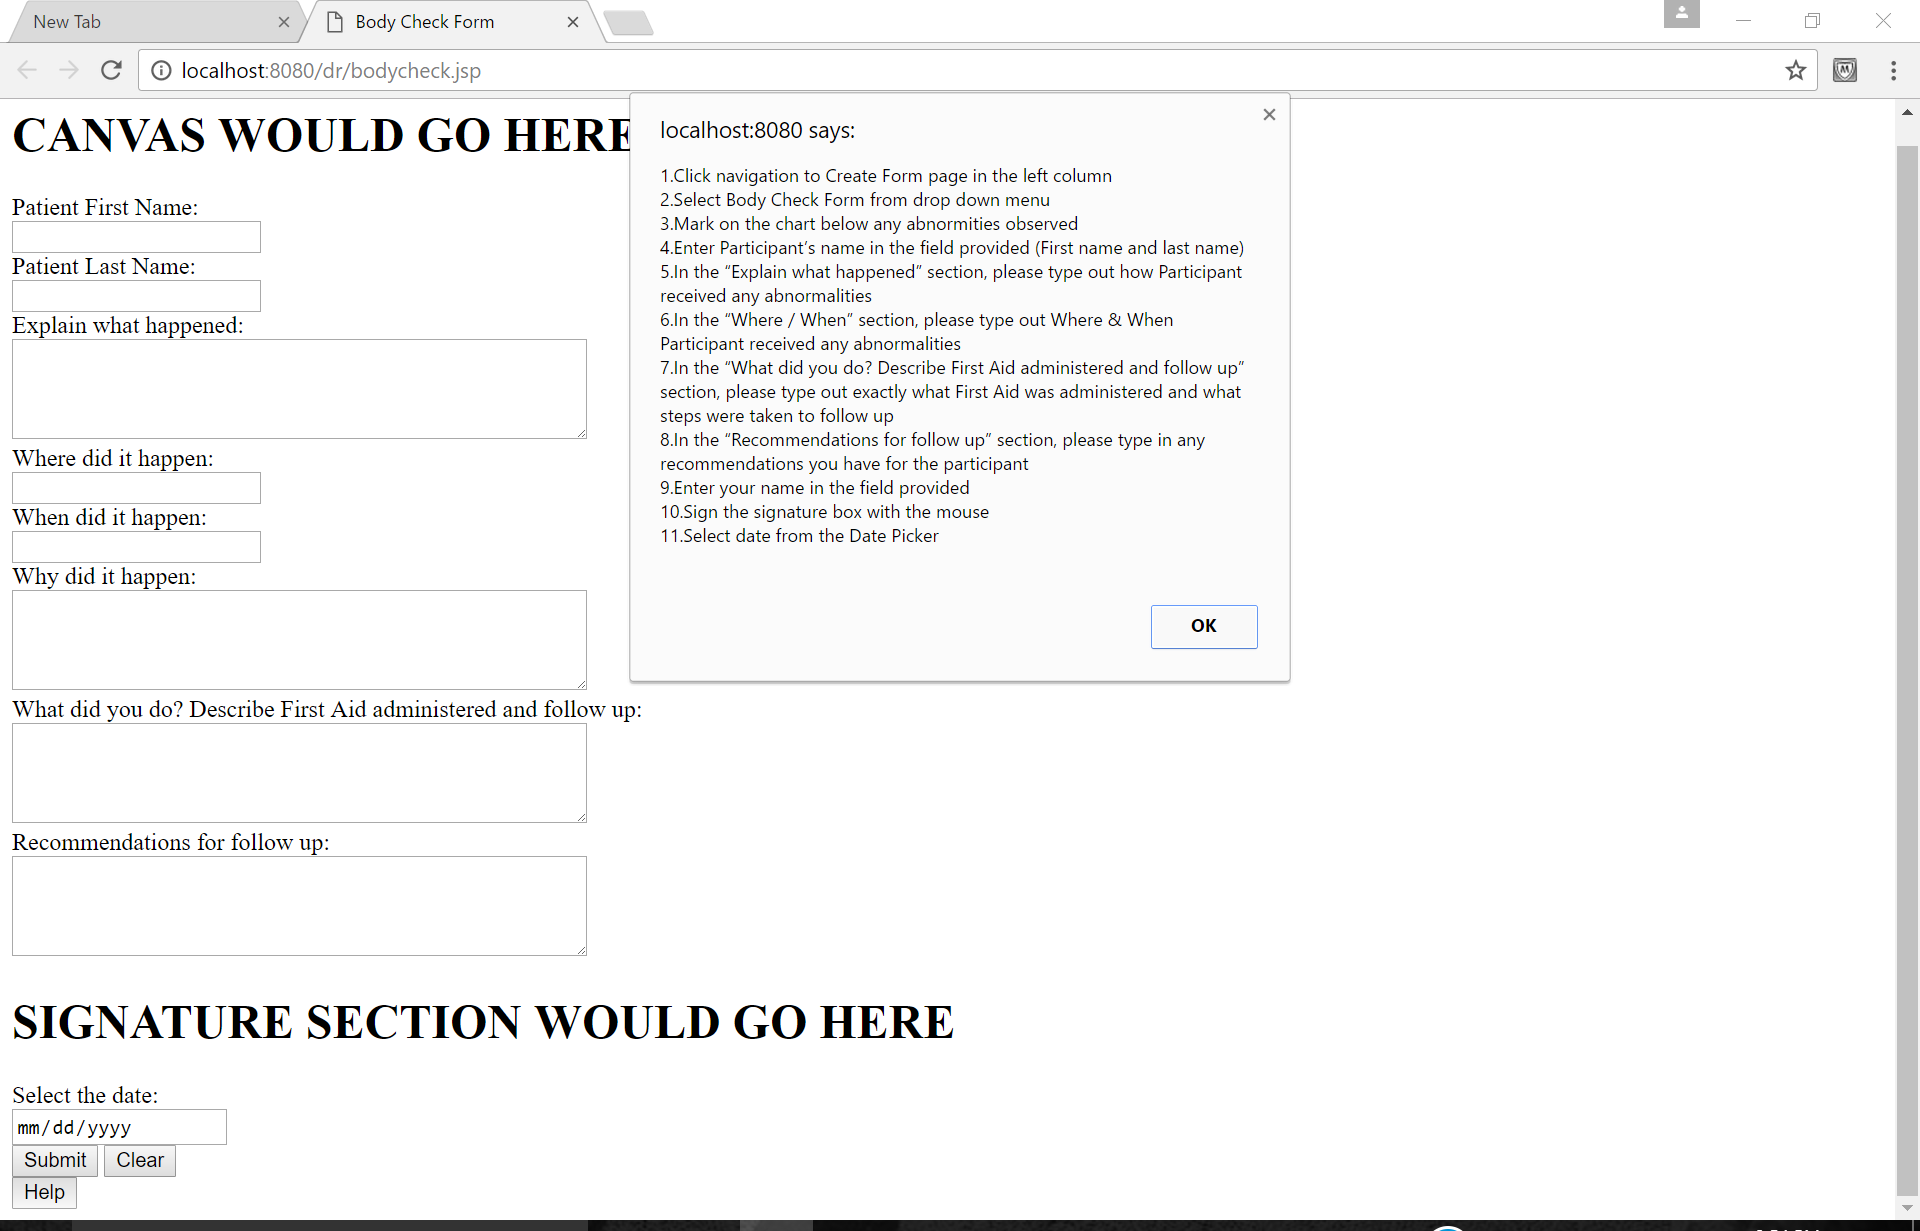 New Tab
Body Check Form
localhost:8080/dr/bodycheck.jsp
CANVAS WOULD GO HERE
Patient First Name:
Patient Last Name:
Explain what happened:
Where did it happen:
When did it happen:
Why did it happen:
What did you do? Describe First Aid administered and follow up:
Recommendations for follow up:
SIGNATURE SECTION WOULD GO HERE
Select the date:
mm/dd/yyyy
Submit Clear
Help
localhost:8080 says:
1.Click navigation to Create Form page in the left column
2.Select Body Check Form from drop down menu
3.Mark on the chart below any abnormities observed
4.Enter Participant’s name in the field provided (First name and last name)
5.In the “Explain what happened” section, please type out how Participant
received any abnormalities
6.In the “Where / When” section, please type out Where & When
Participant received any abnormalities
7.In the “What did you do? Describe First Aid administered and follow up”
section, please type out exactly what First Aid was administered and what
steps were taken to follow up
8.In the “Recommendations for follow up” section, please type in any
recommendations you have for the participant
9.Enter your name in the field provided
10.Sign the signature box with the mouse
11.Select date from the Date Picker
OK